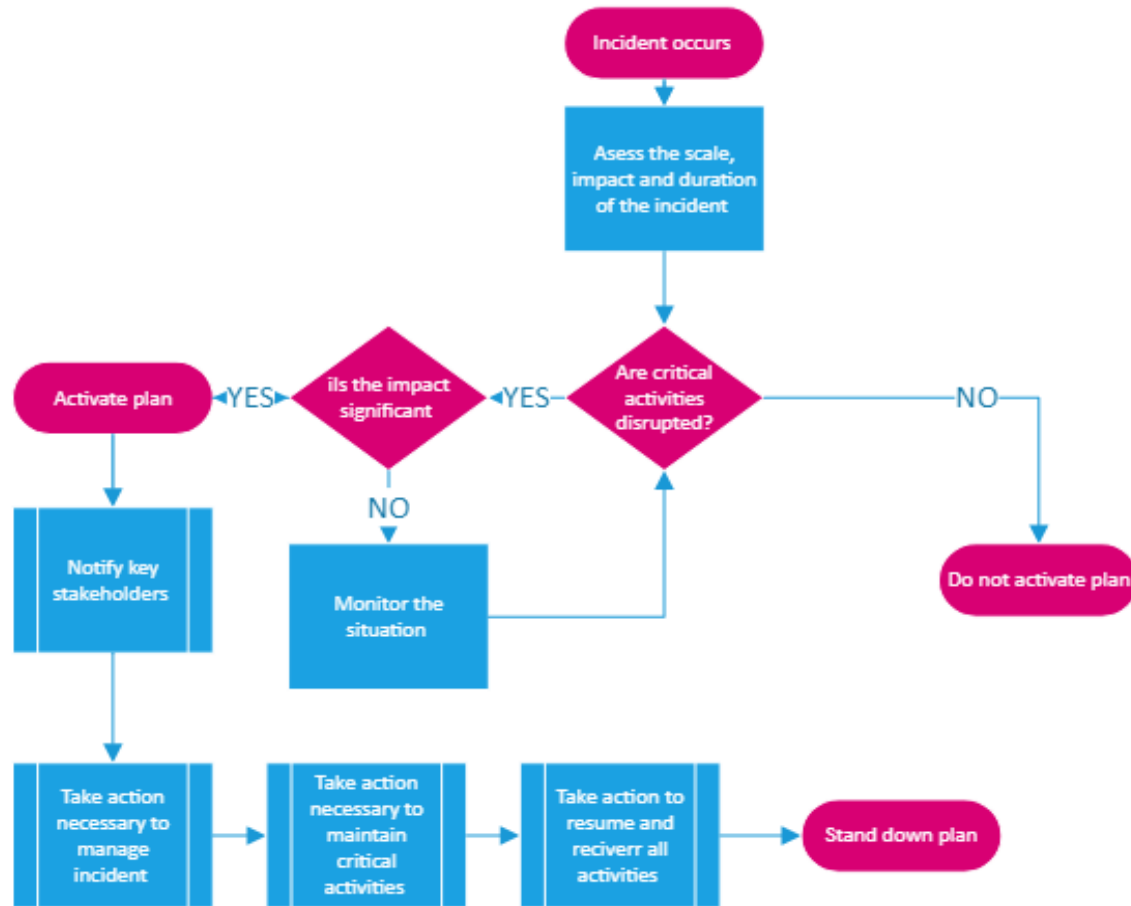 Incident occurs
Asess the scale,
impact and duration
of the incident
Are critical
activities
disrupted?
YES
NO
iIs the impact
significant
YES
NO
Activate plan
Notify key
stakeholders
Monitor the
situation
Do not activate plan
Take action
necessary to
manage
incident
Take action
necessary to
maintain
critical
activities
Take action to
resume and
reciverr all
activities
Stand down plan